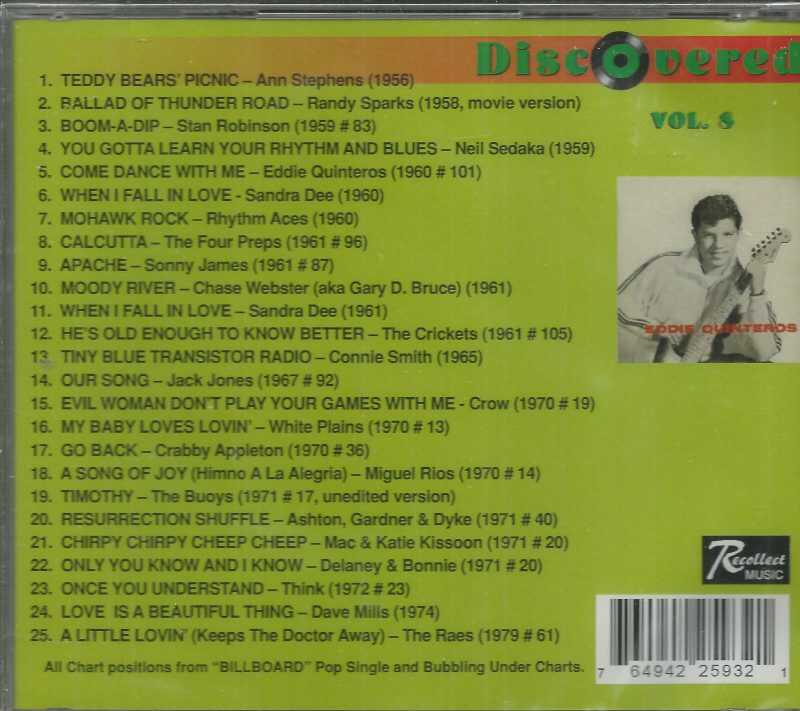 Discovered
VOL. 8
1. TEDDY BEARS' PICNIC – Ann Stephens (1956)
2. BALLAD OF THUNDER ROAD – Randy Sparks (1958, movie version)
3. BOOM-A-DIP – Stan Robinson (1959 # 83)
4. YOU GOTTA LEARN YOUR RHYTHM AND BLUES – Neil Sedaka (1959)
5. COME DANCE WITH ME – Eddie Quinteros (1960 # 101)
6. WHEN I FALL IN LOVE - Sandra Dee (1960)
7. MOHAWK ROCK – Rhythm Aces (1960)
8. CALCUTTA – The Four Preps (1961 # 96)
9. APACHE – Sonny James (1961 # 87)
10. MOODY RIVER – Chase Webster (aka Gary D. Bruce) (1961)
11. WHEN I FALL IN LOVE – Sandra Dee (1961)
12. HE'S OLD ENOUGH TO KNOW BETTER – The Crickets (1961 # 105)
13. TINY BLUE TRANSISTOR RADIO – Connie Smith (1965)
14. OUR SONG – Jack Jones (1967 # 92)
15. EVIL WOMAN DON'T PLAY YOUR GAMES WITH ME - Crow (1970 # 19)
16. MY BABY LOVES LOVIN' – White Plains (1970 # 13)
17. GO BACK – Crabby Appleton (1970 # 36)
18. A SONG OF JOY (Himno A La Alegria) – Miguel Rios (1970 # 14)
19. TIMOTHY – The Buoys (1971 # 17, unedited version)
20. RESURRECTION SHUFFLE – Ashton, Gardner & Dyke (1971 # 40)
21. CHIRPY CHIRPY CHEEP CHEEP – Mac & Katie Kissoon (1971 # 20)
22. ONLY YOU KNOW AND I KNOW – Delaney & Bonnie (1971 # 20)
23. ONCE YOU UNDERSTAND – Think (1972 # 23)
24. LOVE IS A BEAUTIFUL THING – Dave Mills (1974)
25. A LITTLE LOVIN' (Keeps The Doctor Away) – The Raes (1979 # 61)
All Chart positions from "BILLBOARD" Pop Single and Bubbling Under Charts.
EDDIE QUINTEROS
Recollect
MUSIC
7 64942 25932 1